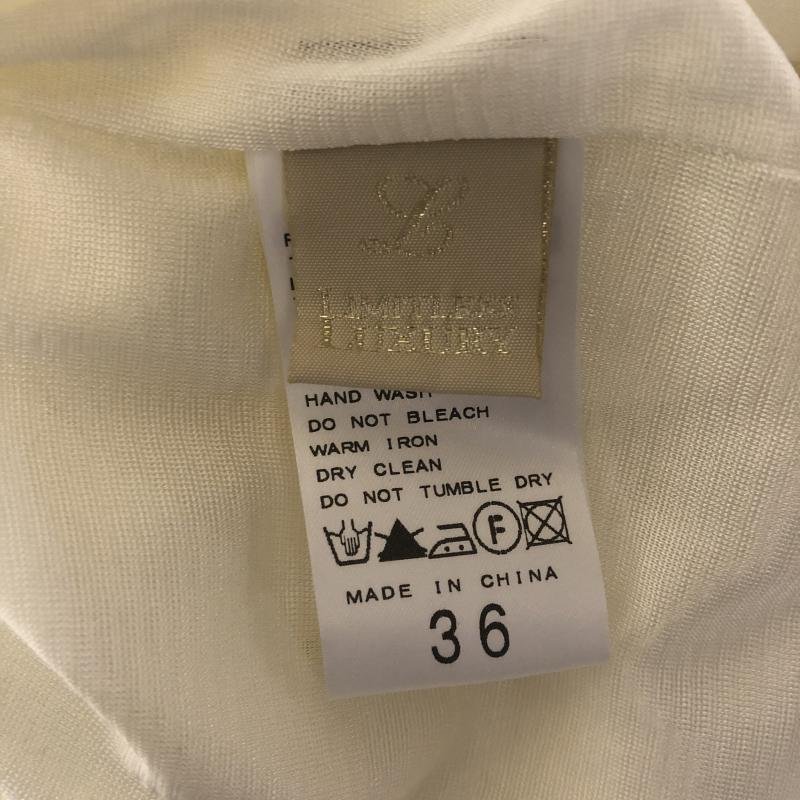 L
LIMITLESS
LUXURY
HAND WASH
DO NOT BLEACH
WARM IRON
DRY CLEAN
DO NOT TUMBLE DRY
F
MADE IN CHINA
36